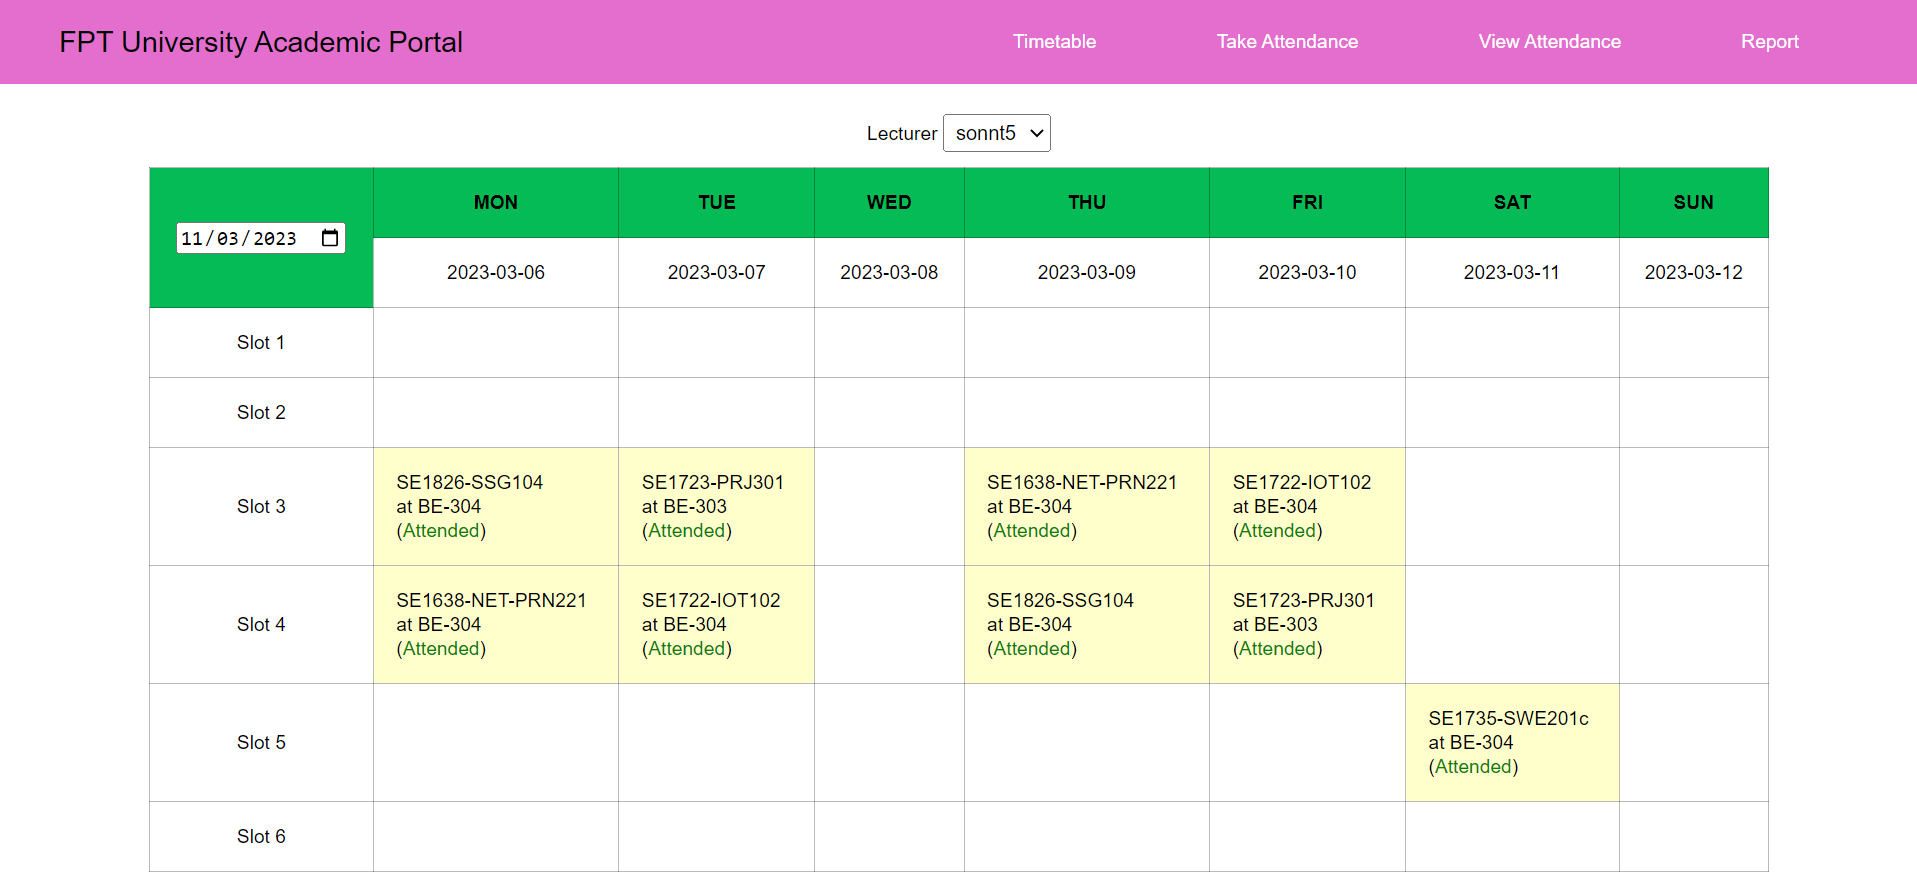 FPT University Academic Portal
Timetable
Take Attendance
View Attendance
Report
Lecturer sonnt5
11/03/2023
MON
TUE
WED
THU
FRI
SAT
SUN
2023-03-06
2023-03-07
2023-03-08
2023-03-09
2023-03-10
2023-03-11
2023-03-12
Slot 1
Slot 2
Slot 3
SE1826-SSG104
at BE-304
(Attended)
SE1723-PRJ301
at BE-303
(Attended)
SE1638-NET-PRN221
at BE-304
(Attended)
SE1722-IOT102
at BE-304
(Attended)
Slot 4
SE1638-NET-PRN221
at BE-304
(Attended)
SE1722-IOT102
at BE-304
(Attended)
SE1826-SSG104
at BE-304
(Attended)
SE1723-PRJ301
at BE-303
(Attended)
Slot 5
SE1735-SWE201c
at BE-304
(Attended)
Slot 6